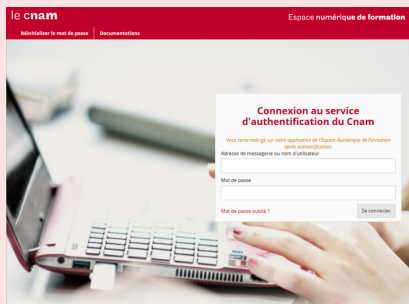 le cnam
Espace numérique de formation
Réinitialiser le mot de passe
Documentations
Connexion au service
d'authentification du Cnam
Vous serez redirigé sur votre application de l'Espace Numérique de Formation
après authentification.
Adresse de messagerie ou nom d'utilisateur
Mot de passe
Mot de passe oublié ?
Se connecter